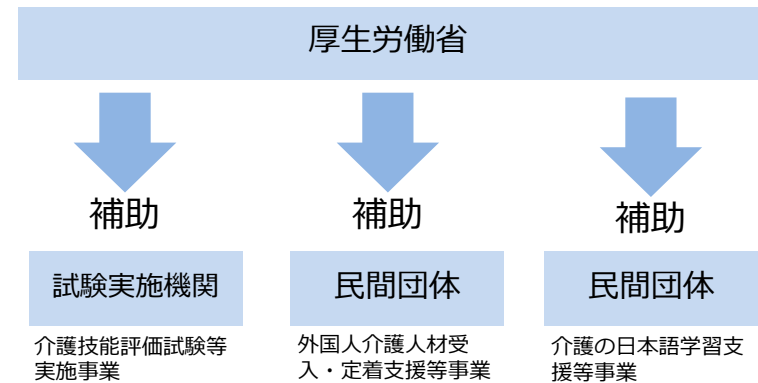 厚生労働省
補助
補助
補助
試験実施機関
民間団体
民間団体
介護技能評価試験等
実施事業
外国人介護人材受
入・定着支援等事業
介護の日本語学習支
援等事業